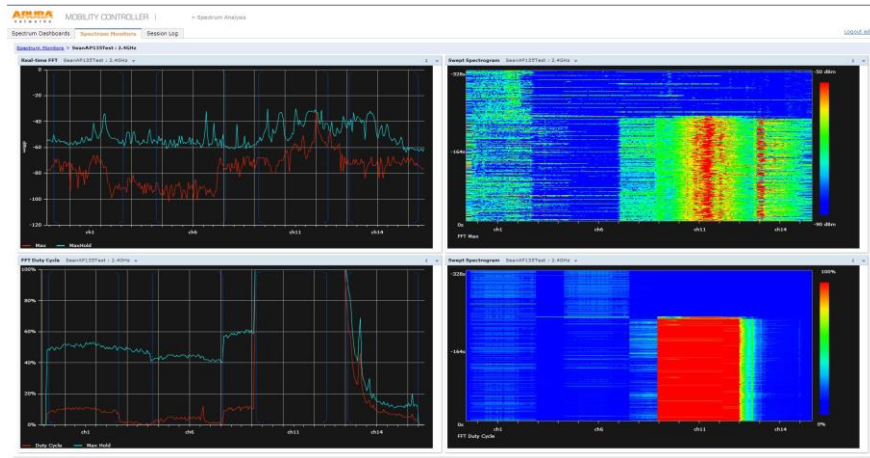 ARUBA
NETWORKS
MOBILITY CONTROLLER | > Spectrum Analysis
Spectrum Dashboards Spectrum Monitors Session Log
Spectrum Monitors > SeanAP135Test : 2.4GHz
Real-time FFT SeanAP135Test : 2.4GHz
0
-20
-40
-60
-80
-100
-120
ch1 ch6 ch11 ch14
Max MaxHold
Swept Spectrogram SeanAP135Test : 2.4GHz
-328s
-164s
0s
ch1 ch6 ch11 ch14
FFT Max
-50 dBm
-90 dBm
FFT Duty Cycle SeanAP135Test : 2.4GHz
100%
80%
60%
40%
20%
0%
ch1 ch6 ch11 ch14
Duty Cycle Max Hold
Swept Spectrogram SeanAP135Test : 2.4GHz
-328s
-164s
0s
ch1 ch6 ch11 ch14
FFT Duty Cycle
100%
0%